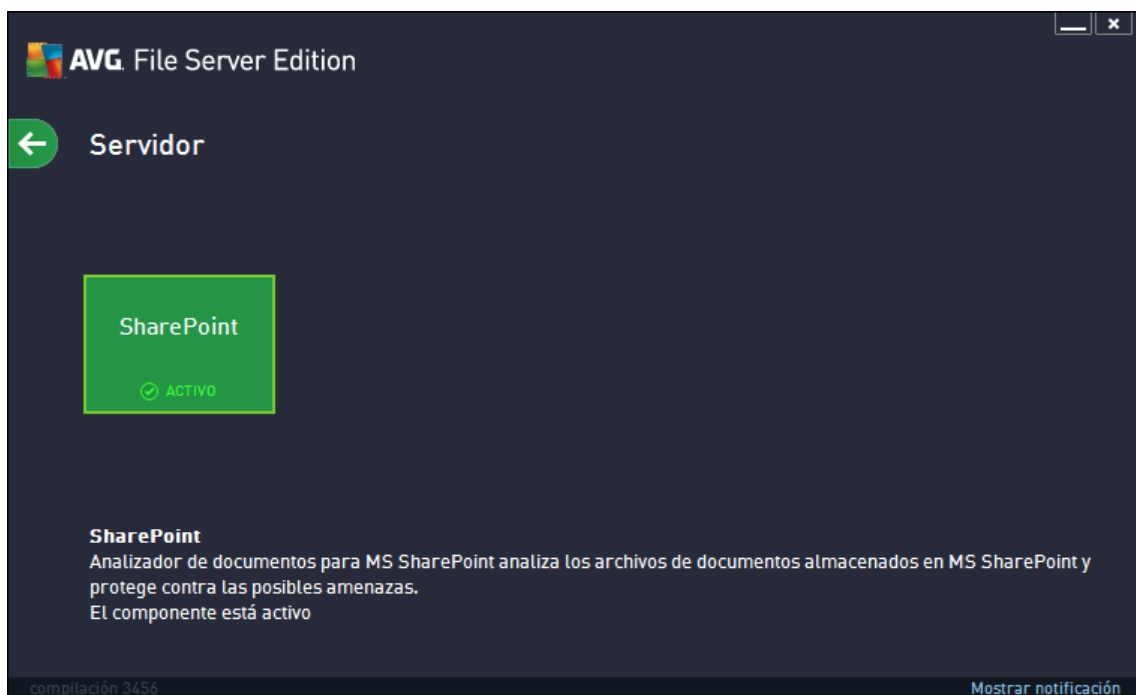 AVG. File Server Edition
Servidor
SharePoint
ACTIVO
SharePoint
Analizador de documentos para MS SharePoint analiza los archivos de documentos almacenados en MS SharePoint y
protege contra las posibles amenazas.
El componente está activo
compilación 3456
Mostrar notificación